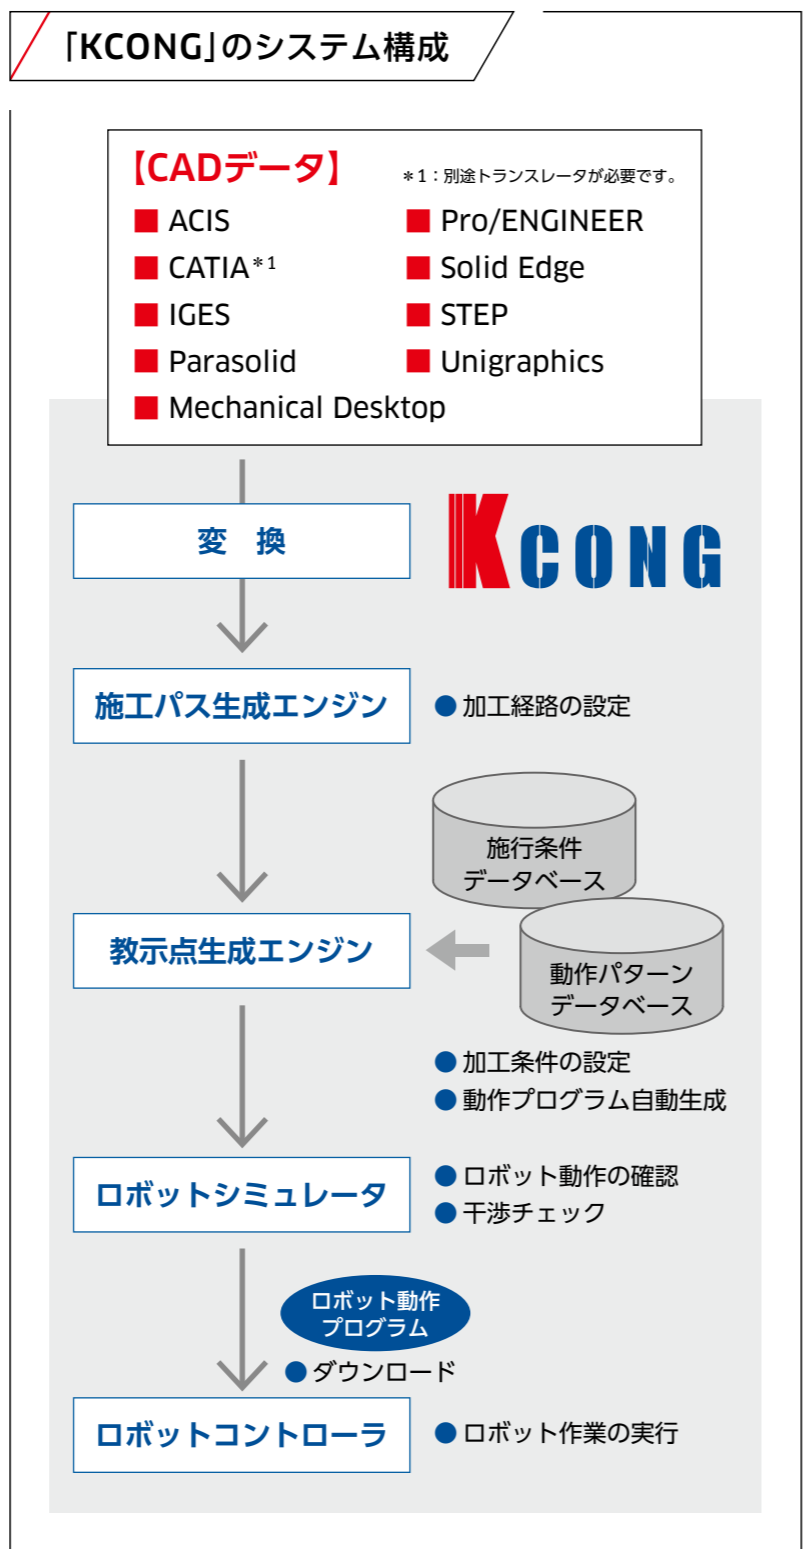 「KCONG」のシステム構成
【CADデータ】
＊1：別途トランスレータが必要です。
■ ACIS
■ Pro/ENGINEER
■ CATIA＊1
■ Solid Edge
■ IGES
■ STEP
■ Parasolid
■ Unigraphics
■ Mechanical Desktop
変 換
KCONG
施工パス生成エンジン
● 加工経路の設定
施行条件
データベース
教示点生成エンジン
動作パターン
データベース
● 加工条件の設定
● 動作プログラム自動生成
ロボットシミュレータ
● ロボット動作の確認
● 干渉チェック
ロボット動作
プログラム
● ダウンロード
ロボットコントローラ
● ロボット作業の実行